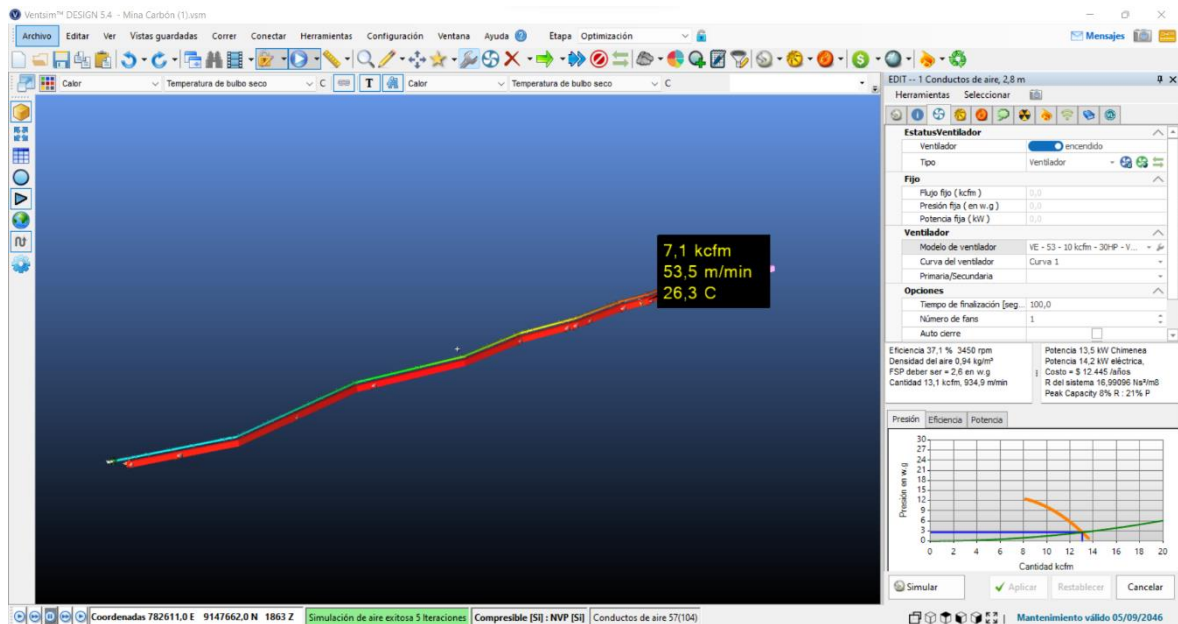 Ventsim™ DESIGN 5.4 - Mina Carbón (1).vsm
Archivo Editar Ver Vistas guardadas Correr Conectar Herramientas Configuración Ventana Ayuda Etapa Optimización Mensajes
Calor Temperatura de bulbo seco C T Calor Temperatura de bulbo seco C
EDIT -- 1 Conductos de aire, 2,8 m
Herramientas Seleccionar
EstatusVentilador
Ventilador encendido
Tipo Ventilador
Fijo
Flujo fijo ( kcfm ) 0,0
Presión fija ( en w.g ) 0,0
Potencia fija ( kW ) 0,0
Ventilador
Modelo de ventilador VE - S3 - 10 kcfm - 30HP - V...
Curva del ventilador Curva 1
Primaria/Secundaria
Opciones
Tiempo de finalización [seg... 100,0
Número de fans 1
Auto cierre
7,1 kcfm
53,5 m/min
26,3 C
Eficiencia 37,1 % 3450 rpm
Densidad del aire 0,94 kg/m³
FSP deber ser = 2,6 en w.g
Cantidad 13,1 kcfm, 934,9 m/min
Potencia 13,5 kW Chimenea
Potencia 14,2 kW eléctrica,
Costo = $ 12.445 /años
R del sistema 16,99096 Ns²/m8
Peak Capacity 8% R : 21% P
Presión Eficiencia Potencia
Presión en w.g
30
27
24
21
18
15
12
9
6
3
0
0 2 4 6 8 10 12 14 16 18 20
Cantidad kcfm
Simular Aplicar Restablecer Cancelar
Coordenadas 782611,0 E 9147662,0 N 1863 Z Simulación de aire exitosa 5 Iteraciones Compresible [Sí] : NVP [Sí] Conductos de aire 57(104) Mantenimiento válido 05/09/2046